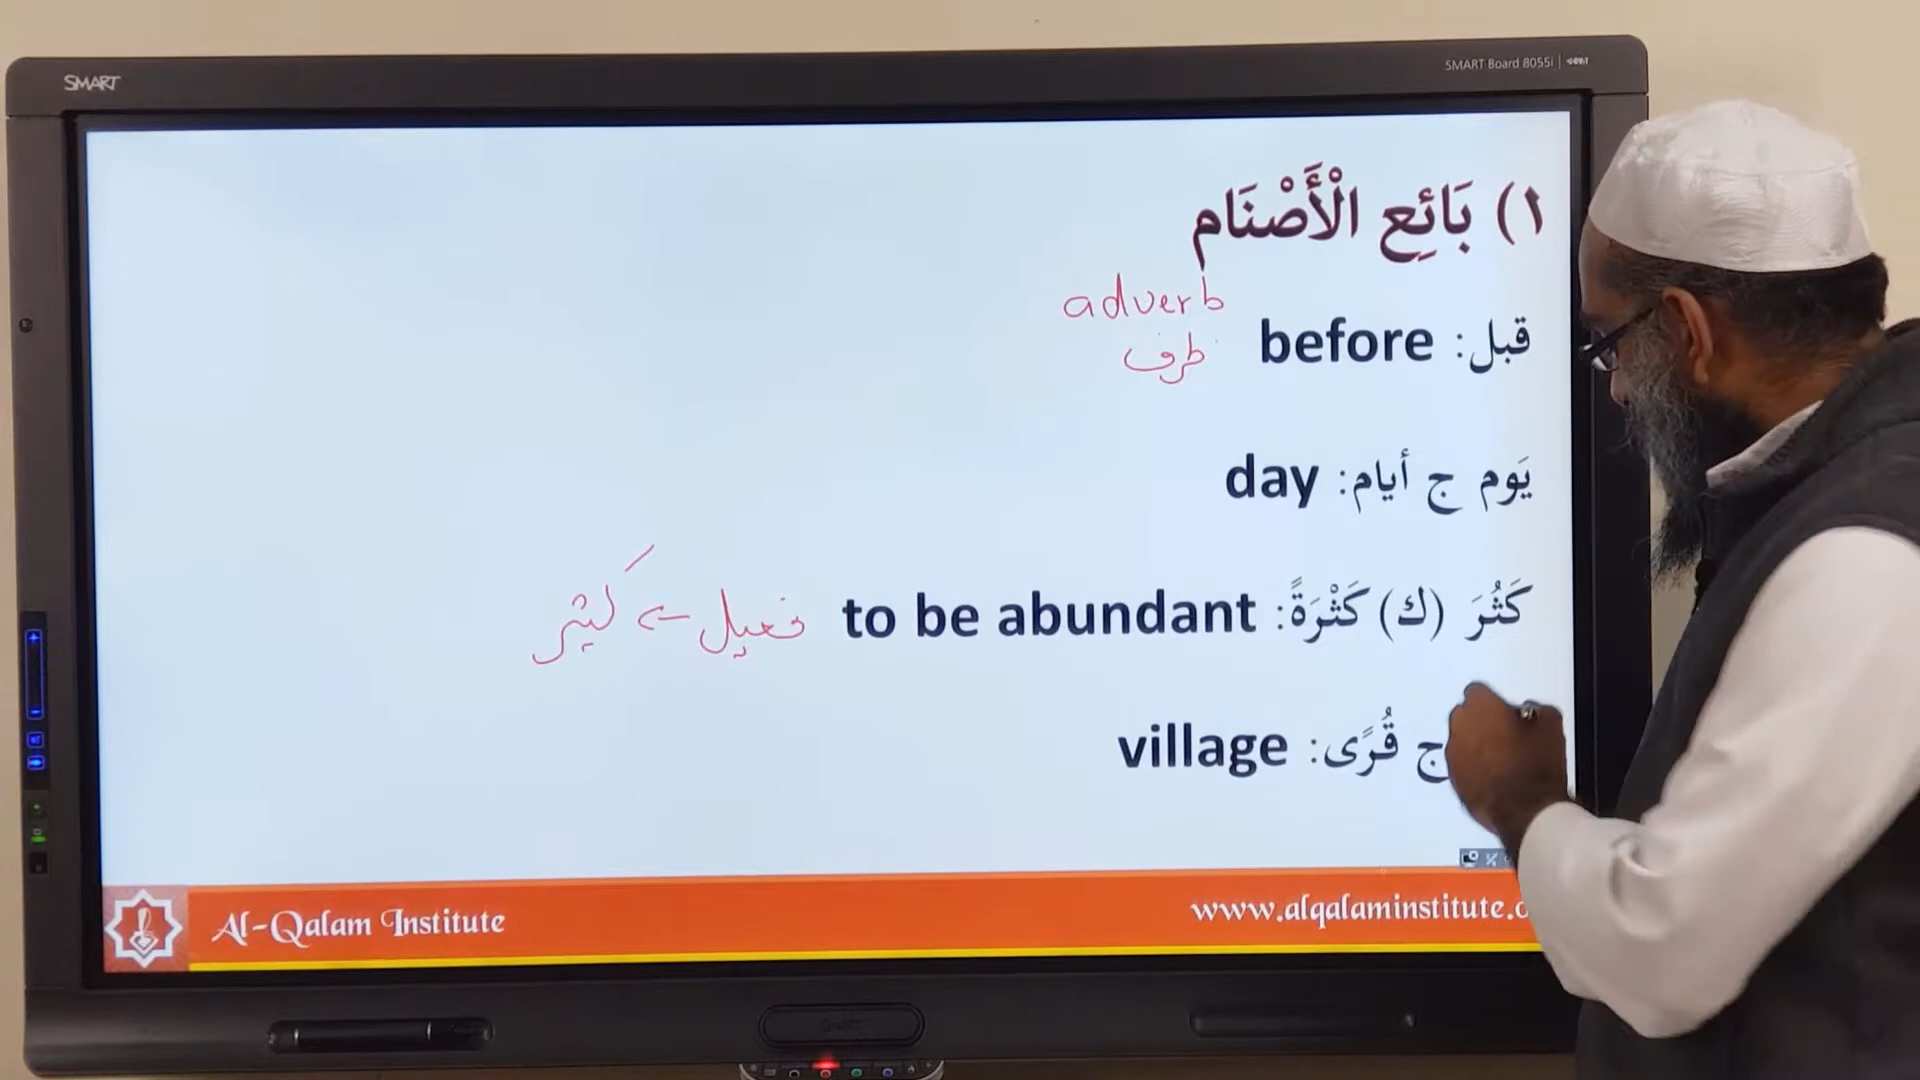 SMART
SMART Board 8055i
١) بَائِع الْأَصْنَام
adverb
قبل: before ظرف
يَوم ج أيام: day
كَثُرَ (ك) كَثْرَةً: to be abundant فعيل ← كَثير
ج قُرًى: village
Al-Qalam Institute
www.alqalaminstitute.o